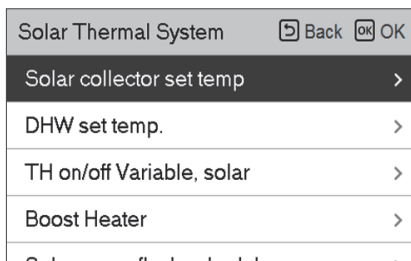 Solar Thermal System Back OK OK
Solar collector set temp
DHW set temp.
TH on/off Variable, solar
Boost Heater